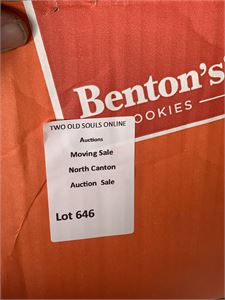 Benton's
COOKIES
TWO OLD SOULS ONLINE
Auctions
Moving Sale
North Canton
Auction Sale
Lot 646